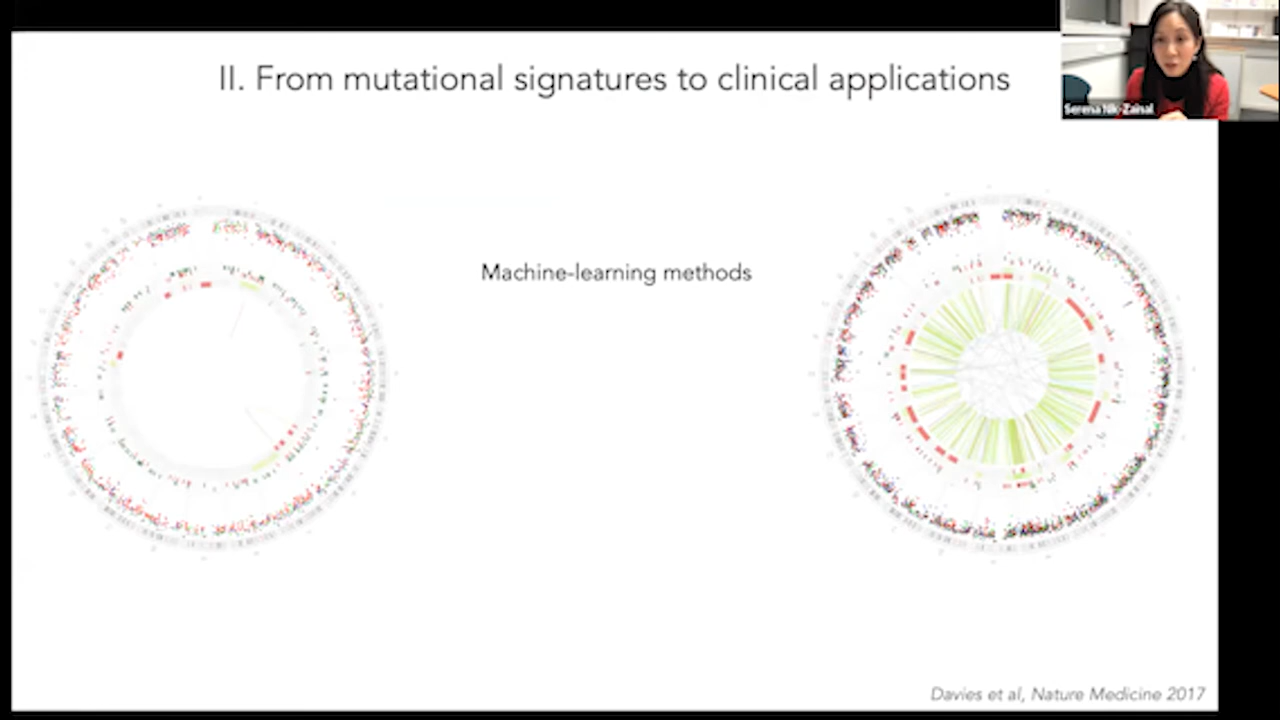 II. From mutational signatures to clinical applications
Serena Nik-Zainal
Machine-learning methods
Davies et al, Nature Medicine 2017